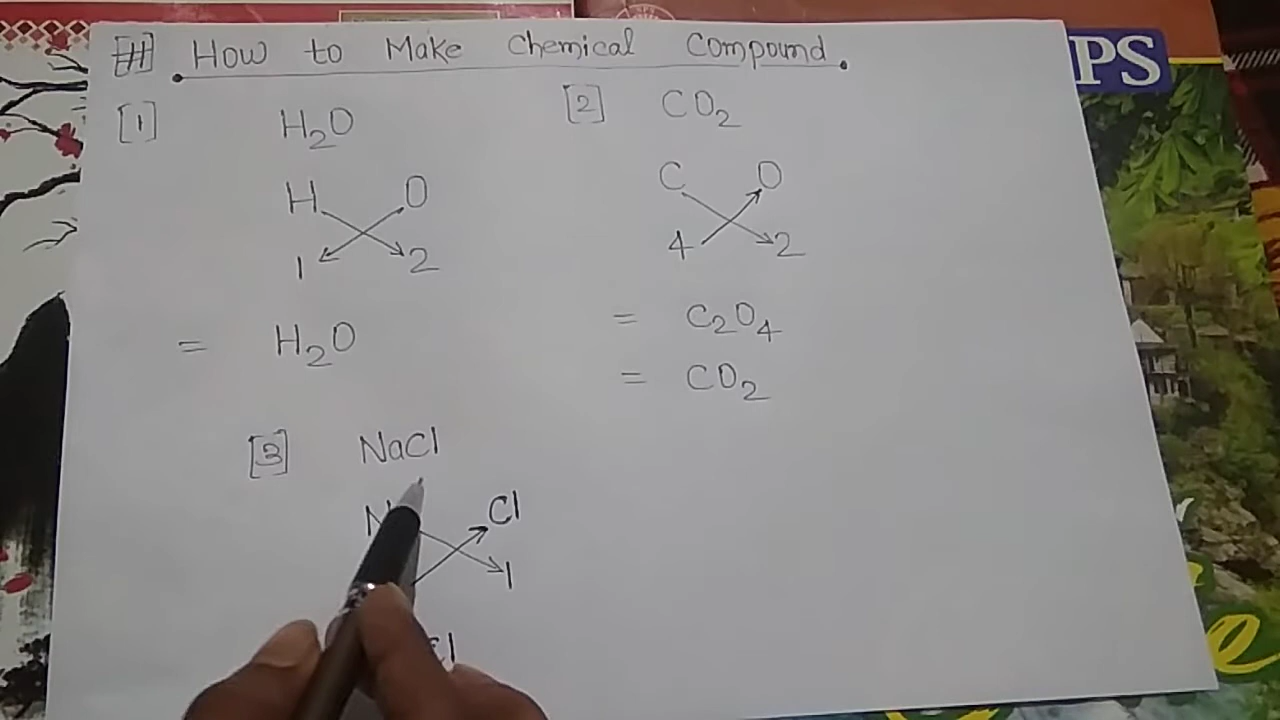 [#] How to Make Chemical Compound.
[1] H₂O
H O
1 2
= H₂O
[2] CO₂
C O
4 2
= C₂O₄
= CO₂
[3] NaCl
Cl
1
PS